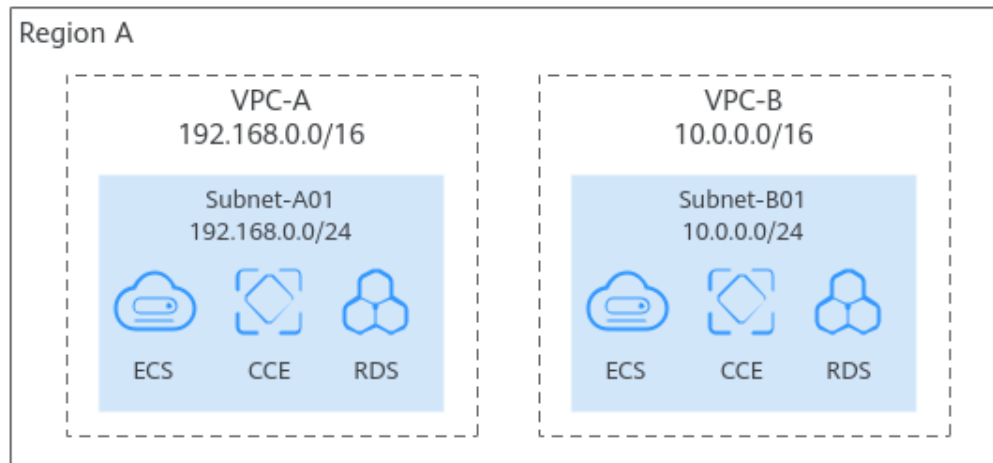 Region A
VPC-A
192.168.0.0/16
Subnet-A01
192.168.0.0/24
ECS CCE RDS
VPC-B
10.0.0.0/16
Subnet-B01
10.0.0.0/24
ECS CCE RDS